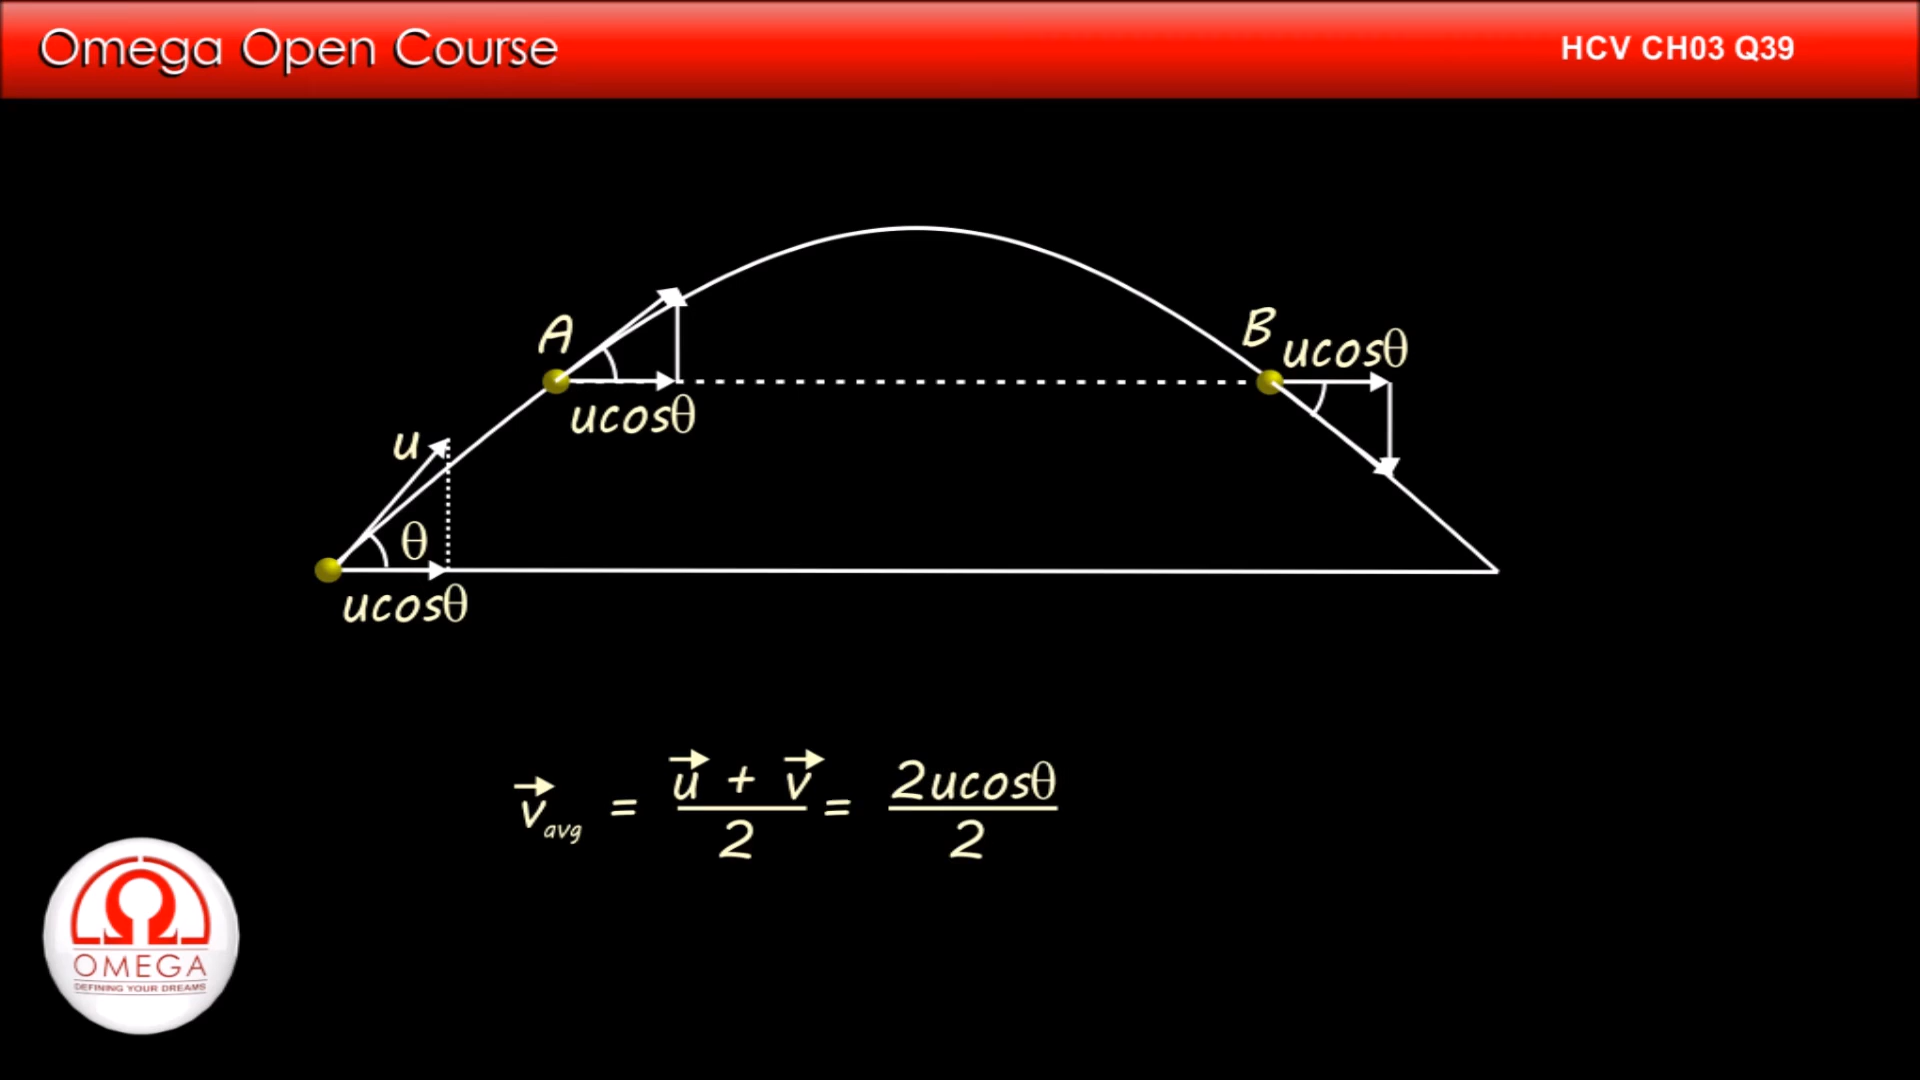 Omega Open Course
HCV CH03 Q39
A
B
ucosθ
ucosθ
u
θ
ucosθ
v⃗avg = (u⃗ + v⃗)/2 = 2ucosθ/2
OMEGA
DEFINING YOUR DREAMS